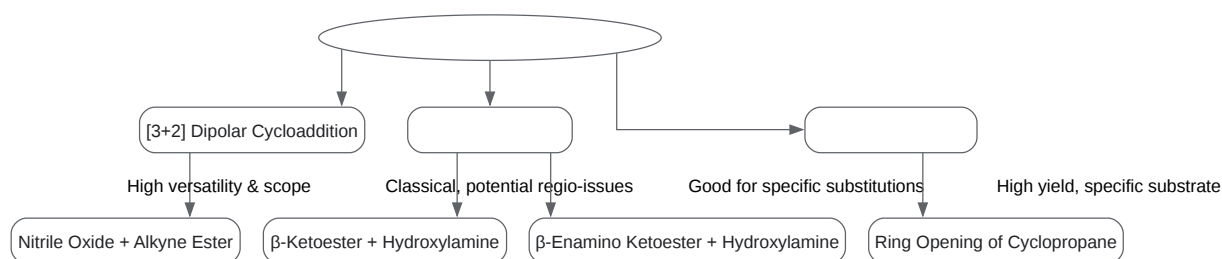 [3+2] Dipolar Cycloaddition
High versatility & scope
Classical, potential regio-issues
Good for specific substitutions
High yield, specific substrate
Nitrile Oxide + Alkyne Ester
β-Ketoester + Hydroxylamine
β-Enamino Ketoester + Hydroxylamine
Ring Opening of Cyclopropane